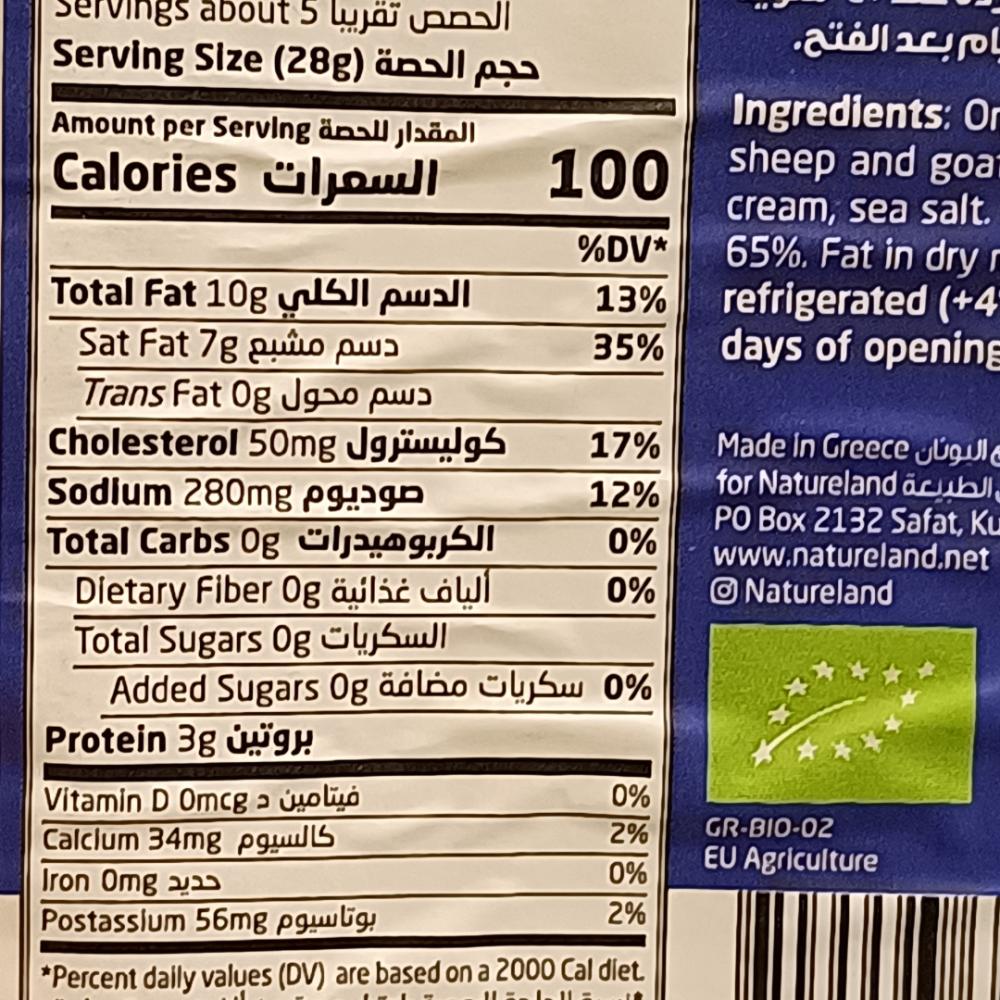 Servings about 5 الحصص تقريبا
Serving Size (28g) حجم الحصة
Amount per Serving المقدار للحصة
Calories السعرات 100
%DV*
Total Fat 10g الدسم الكلي 13%
Sat Fat 7g دسم مشبع 35%
Trans Fat 0g دسم محول
Cholesterol 50mg كوليسترول 17%
Sodium 280mg صوديوم 12%
Total Carbs 0g الكربوهيدرات 0%
Dietary Fiber 0g ألياف غذائية 0%
Total Sugars 0g السكريات
Added Sugars 0g سكريات مضافة 0%
Protein 3g بروتين
Vitamin D 0mcg فيتامين د 0%
Calcium 34mg كالسيوم 2%
Iron 0mg حديد 0%
Postassium 56mg بوتاسيوم 2%
*Percent daily values (DV) are based on a 2000 Cal diet.
بعد الفتح.
Ingredients:
sheep and
cream, sea salt.
65%. Fat in dry
refrigerated (+4
days of opening
Made in Greece اليونان
for Natureland الطبيعة
PO Box 2132 Safat,
www.natureland.net
Natureland
GR-BIO-02
EU Agriculture